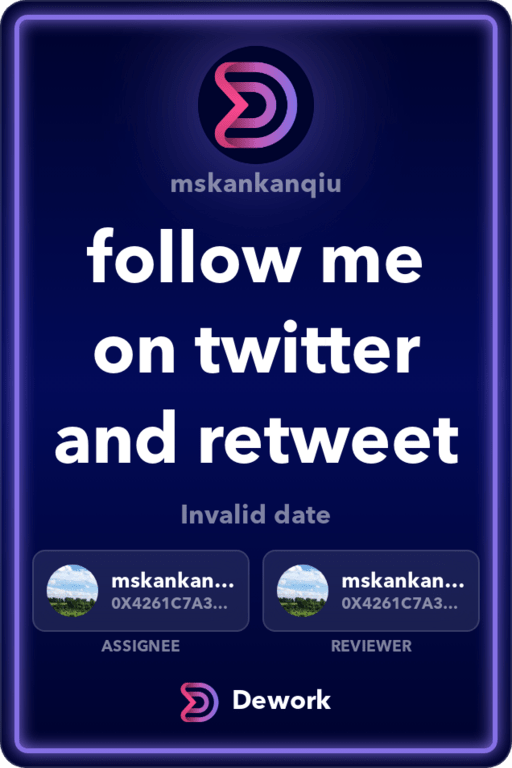 mskankanqiu
follow me
on twitter
and retweet
Invalid date
mskankan... mskankan...
0X4261C7A3... 0X4261C7A3...
ASSIGNEE REVIEWER
Dework